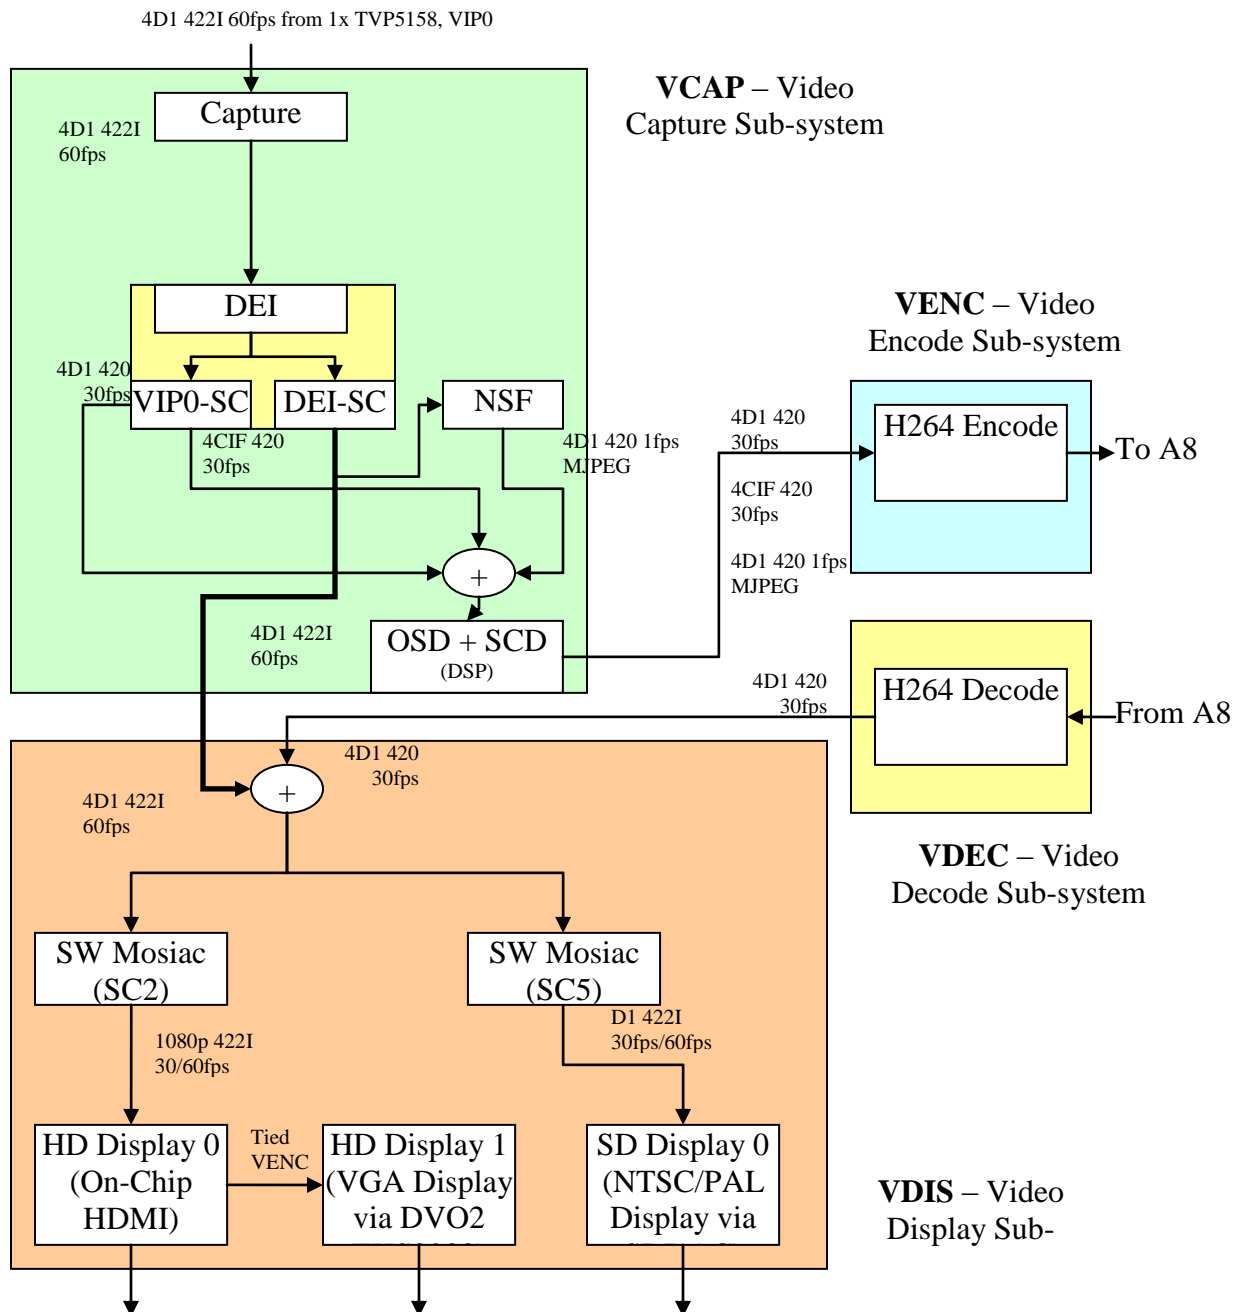 4D1 422I 60fps from 1x TVP5158, VIP0
VCAP – Video
Capture Sub-system
Capture
4D1 422I
60fps
DEI
VENC – Video
Encode Sub-system
4D1 420
30fps
VIP0-SC
DEI-SC
NSF
4CIF 420
30fps
4D1 420 1fps
MJPEG
4D1 420
30fps
H264 Encode
To A8
4CIF 420
30fps
4D1 420 1fps
MJPEG
+
4D1 422I
60fps
OSD + SCD
(DSP)
4D1 420
30fps
H264 Decode
From A8
4D1 420
30fps
+
4D1 422I
60fps
VDEC – Video
Decode Sub-system
SW Mosiac
(SC2)
SW Mosiac
(SC5)
1080p 422I
30/60fps
D1 422I
30fps/60fps
HD Display 0
(On-Chip
HDMI)
Tied
VENC
HD Display 1
(VGA Display
via DVO2
SD Display 0
(NTSC/PAL
Display via
VDIS – Video
Display Sub-